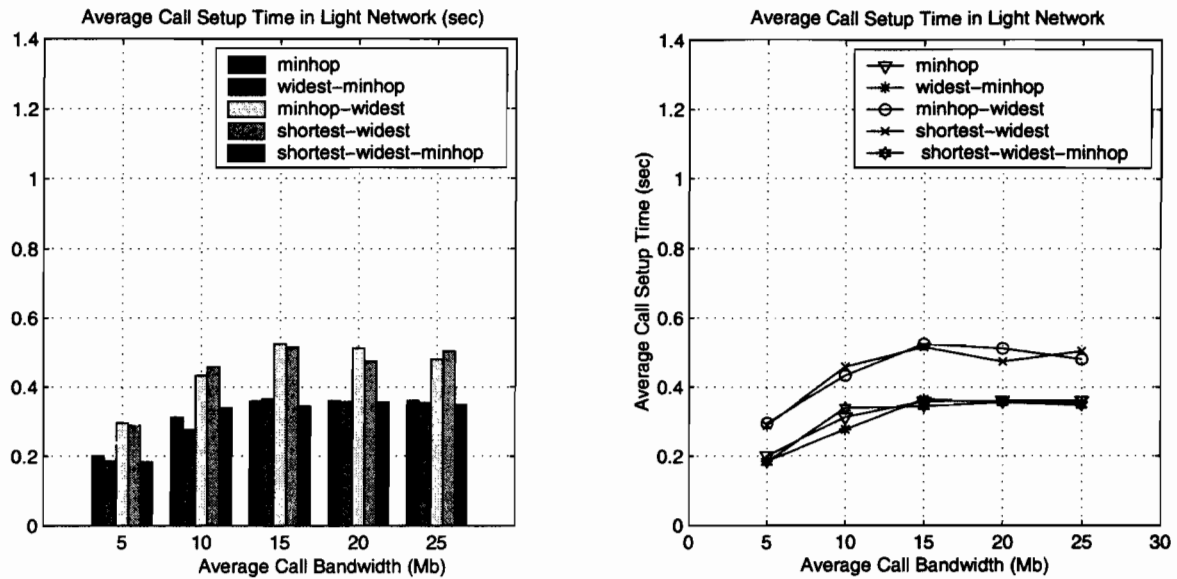 Average Call Setup Time in Light Network (sec)
1.4
1.2
1
0.8
0.6
0.4
0.2
0
minhop
widest-minhop
minhop-widest
shortest-widest
shortest-widest-minhop
5
10
15
20
25
Average Call Bandwidth (Mb)
Average Call Setup Time in Light Network
Average Call Setup Time (sec)
1.4
1.2
1
0.8
0.6
0.4
0.2
0
minhop
widest-minhop
minhop-widest
shortest-widest
shortest-widest-minhop
0
5
10
15
20
25
30
Average Call Bandwidth (Mb)